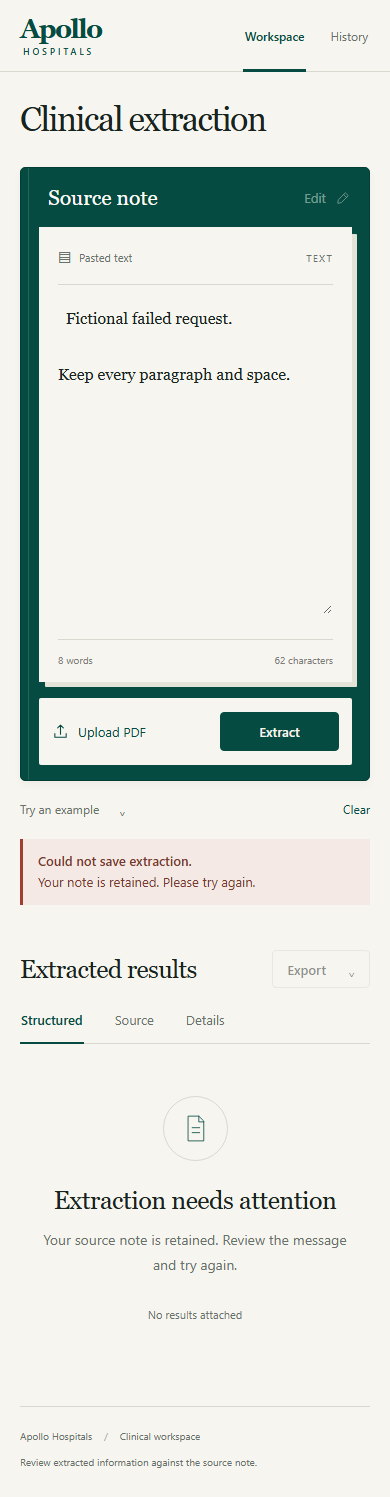 Apollo
HOSPITALS
Workspace
History
Clinical extraction
Source note
Edit
Pasted text
TEXT
Fictional failed request.
Keep every paragraph and space.
8 words
62 characters
Upload PDF
Extract
Try an example
Clear
Could not save extraction.
Your note is retained. Please try again.
Extracted results
Export
Structured
Source
Details
Extraction needs attention
Your source note is retained. Review the message
and try again.
No results attached
Apollo Hospitals / Clinical workspace
Review extracted information against the source note.